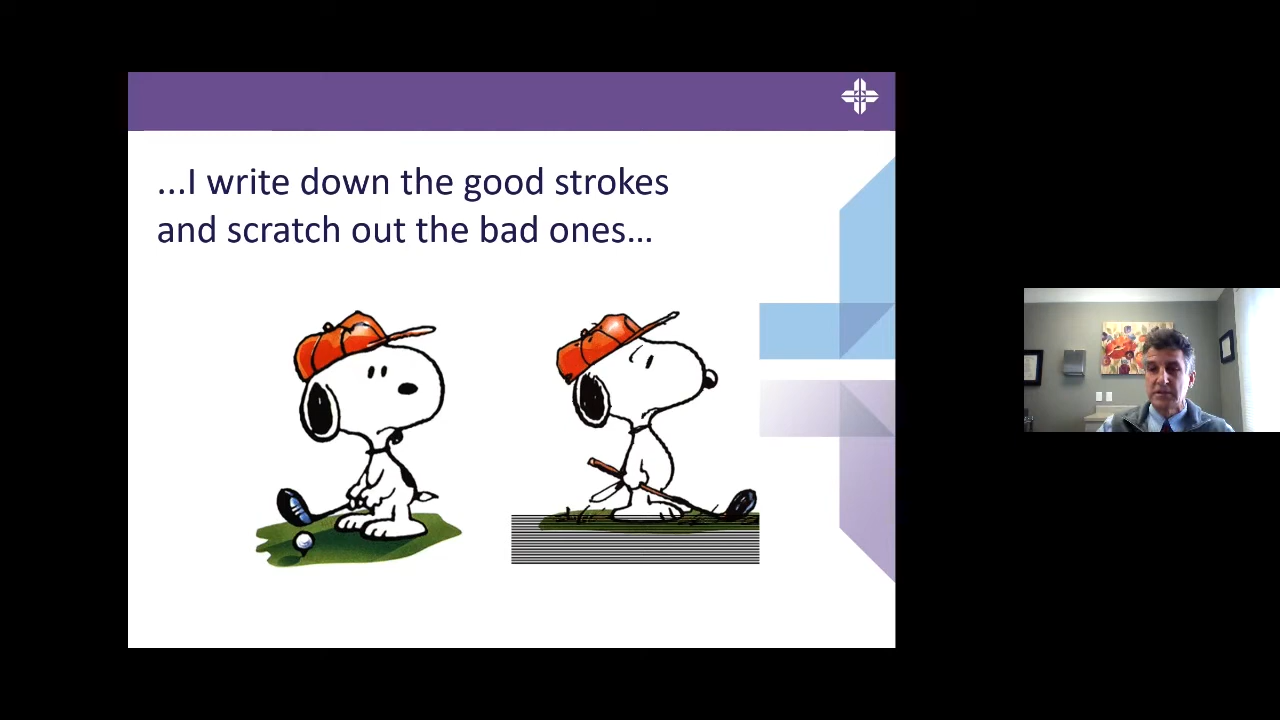 ...I write down the good strokes
and scratch out the bad ones...